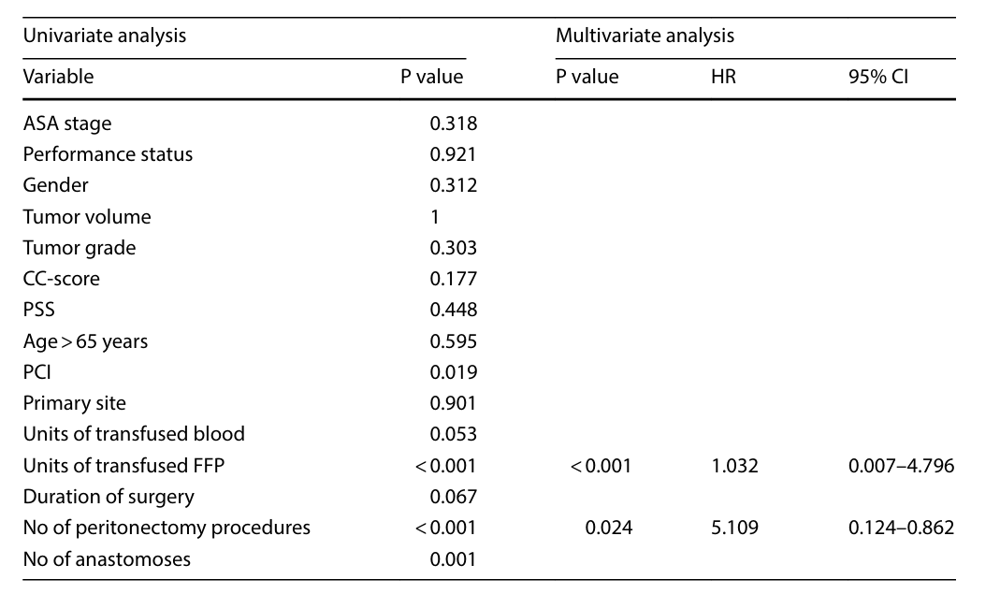 Univariate analysis Multivariate analysis
Variable P value P value HR 95% CI
ASA stage 0.318
Performance status 0.921
Gender 0.312
Tumor volume 1
Tumor grade 0.303
CC-score 0.177
PSS 0.448
Age > 65 years 0.595
PCI 0.019
Primary site 0.901
Units of transfused blood 0.053
Units of transfused FFP < 0.001 < 0.001 1.032 0.007–4.796
Duration of surgery 0.067
No of peritonectomy procedures < 0.001 0.024 5.109 0.124–0.862
No of anastomoses 0.001